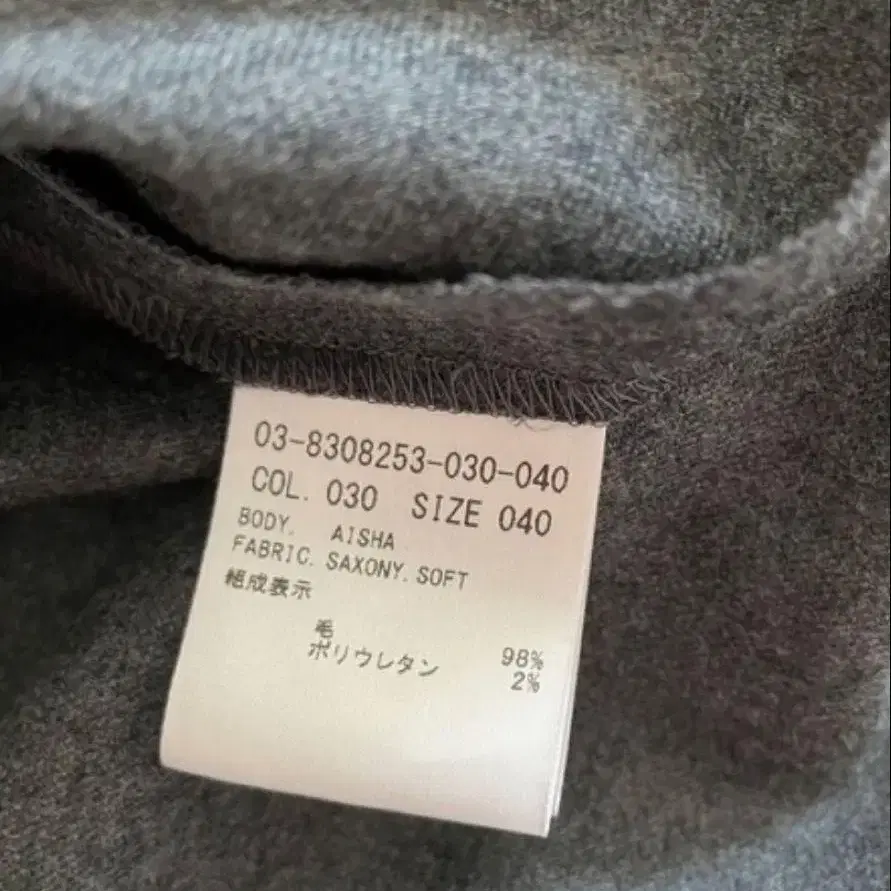 03-8308253-030-040
COL. 030 SIZE 040
BODY. AISHA
FABRIC. SAXONY. SOFT
組成表示
毛 98%
ポリウレタン 2%